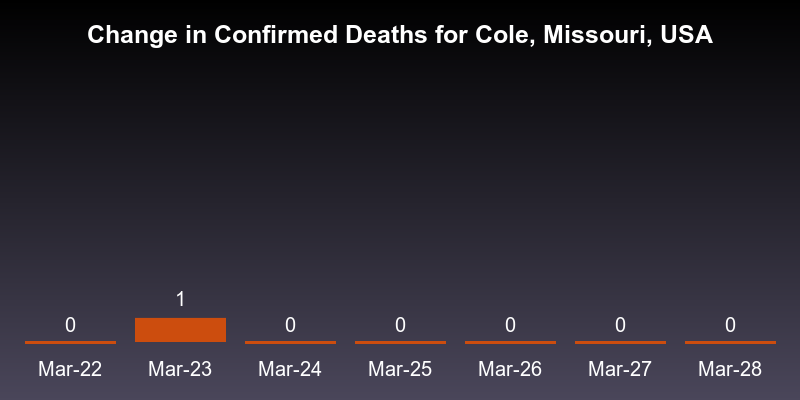 Change in Confirmed Deaths for Cole, Missouri, USA
1
0 0 0 0 0 0
Mar-22 Mar-23 Mar-24 Mar-25 Mar-26 Mar-27 Mar-28